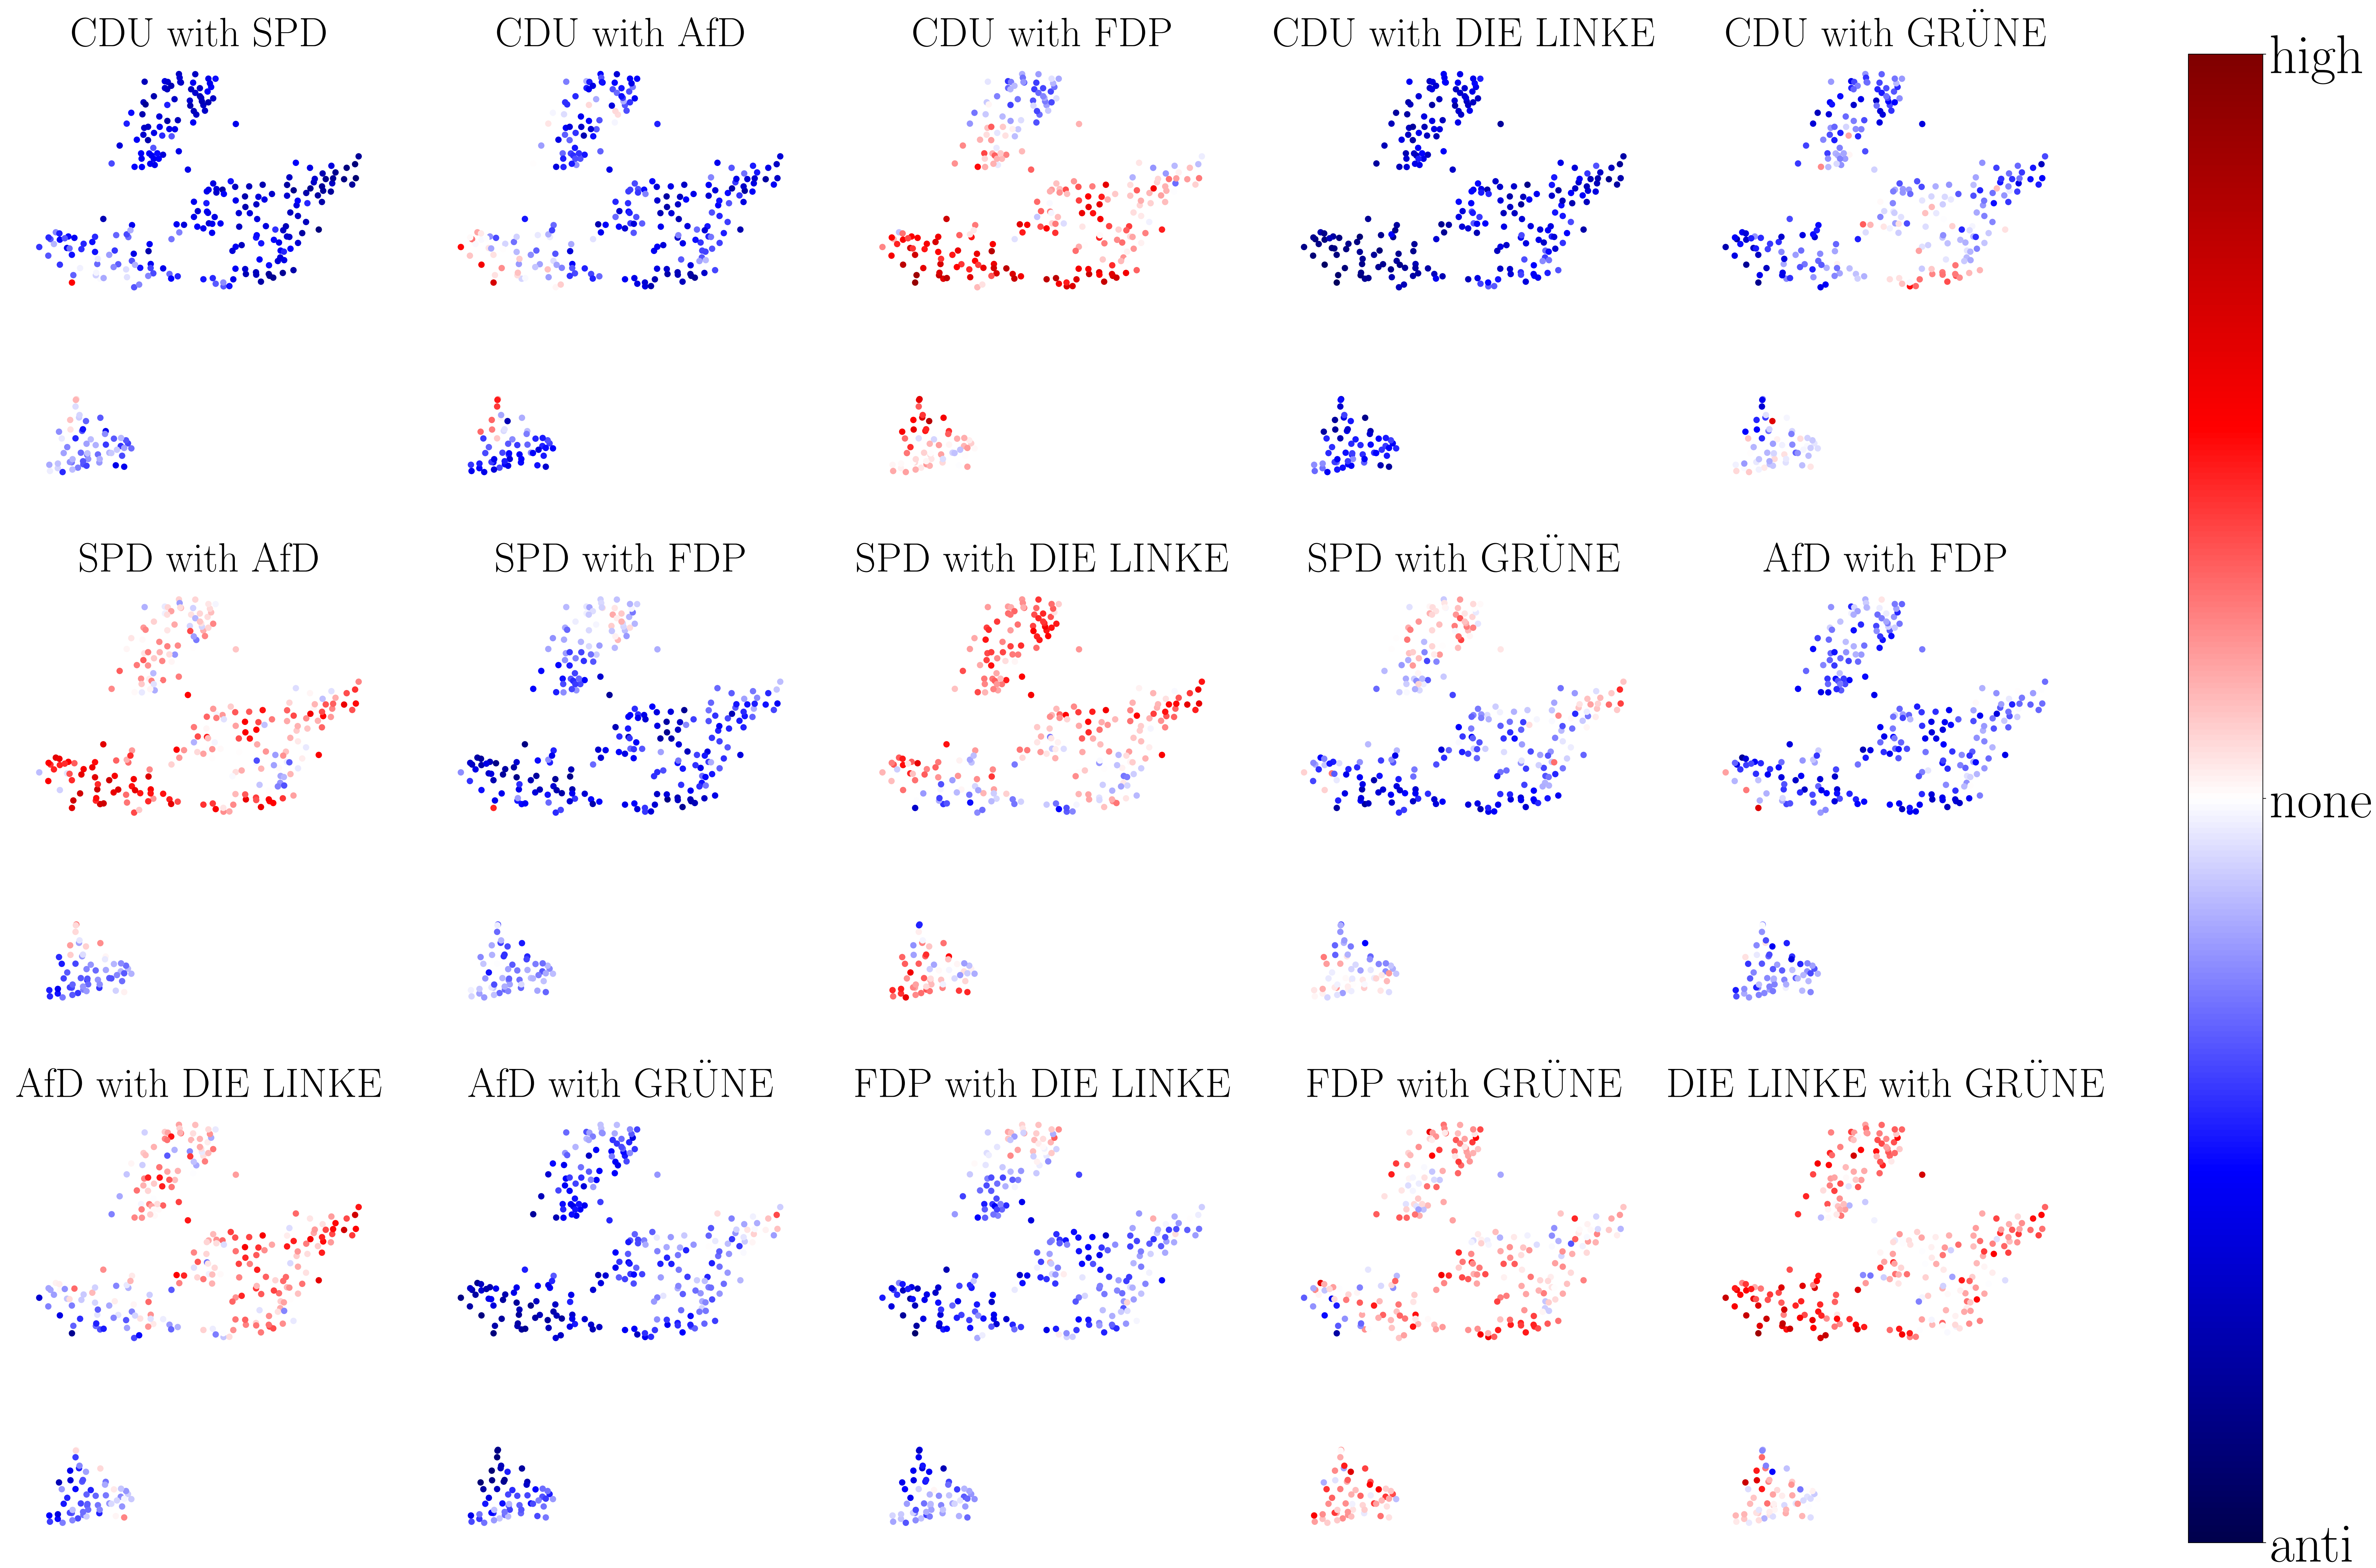 CDU with SPD
CDU with AfD
CDU with FDP
CDU with DIE LINKE
CDU with GRÜNE
high
SPD with AfD
SPD with FDP
SPD with DIE LINKE
SPD with GRÜNE
AfD with FDP
none
AfD with DIE LINKE
AfD with GRÜNE
FDP with DIE LINKE
FDP with GRÜNE
DIE LINKE with GRÜNE
anti